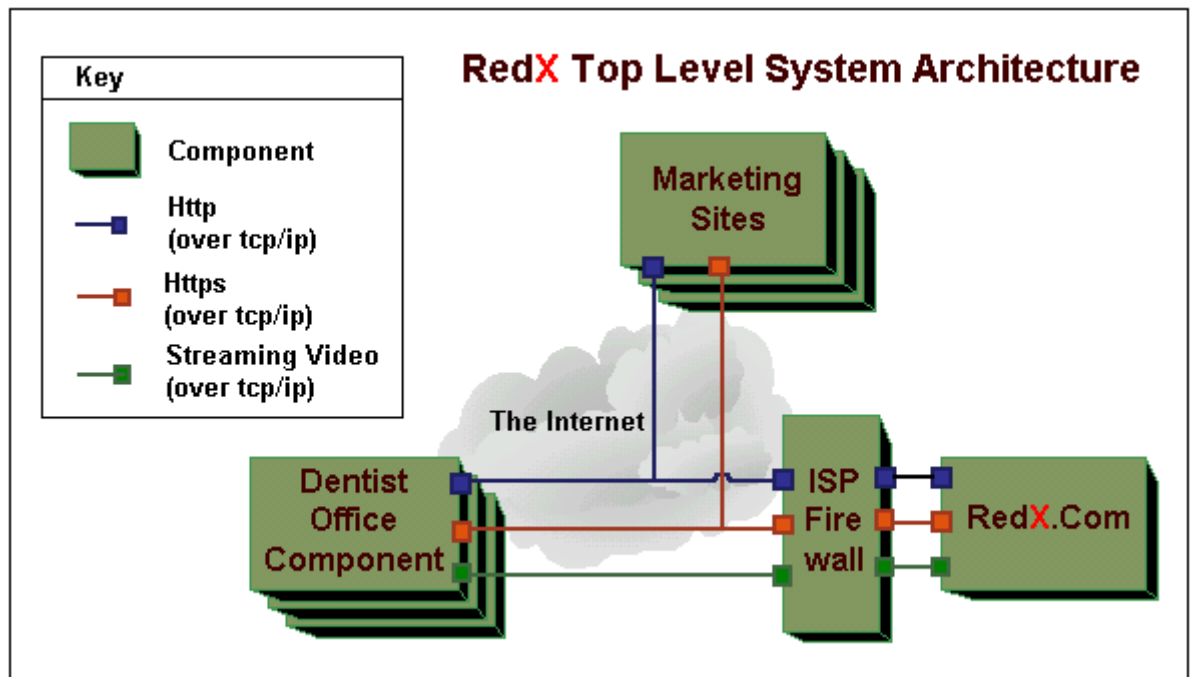 RedX Top Level System Architecture
Key
Component
Http
(over tcp/ip)
Https
(over tcp/ip)
Streaming Video
(over tcp/ip)
Marketing
Sites
The Internet
Dentist
Office
Component
ISP
Fire
wall
RedX.Com